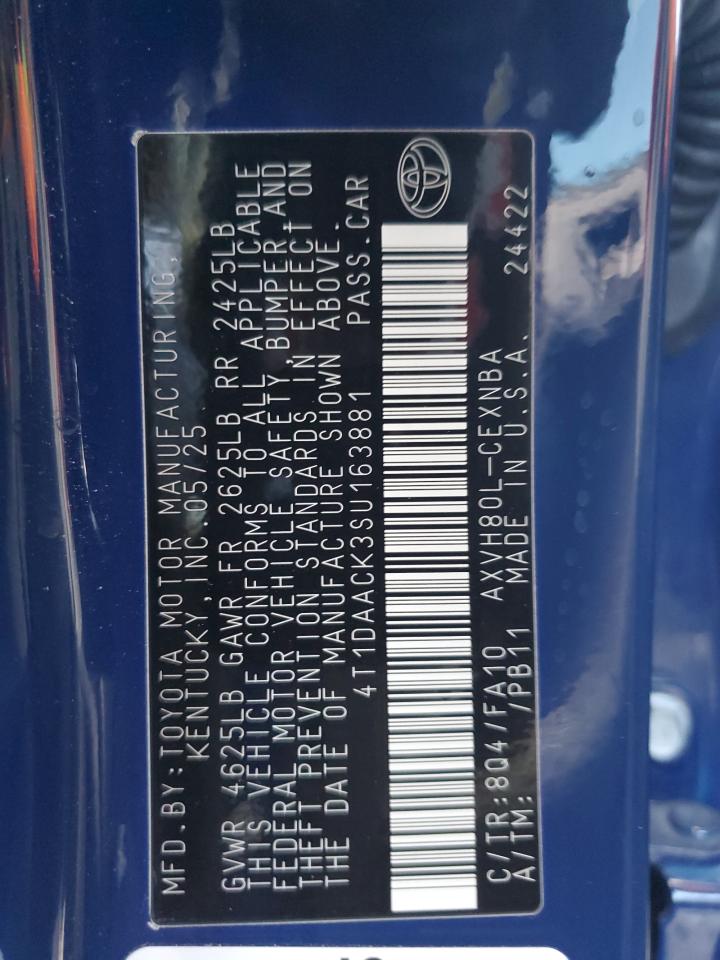 MFD.BY:TOYOTA MOTOR MANUFACTURING,
KENTUCKY,INC.05/25
GVWR 4625LB GAWR FR 2625LB RR 2425LB
THIS VEHICLE CONFORMS TO ALL APPLICABLE
FEDERAL MOTOR VEHICLE SAFETY,BUMPER,AND
THEFT PREVENTION STANDARDS IN EFFECT ON
THE DATE OF MANUFACTURE SHOWN ABOVE.
4T1DAACK3SU163881 PASS.CAR
C/TR:8Q4/FA10 AXVH80L-CEXNBA
A/TM: /PB11 MADE IN U.S.A. 24422